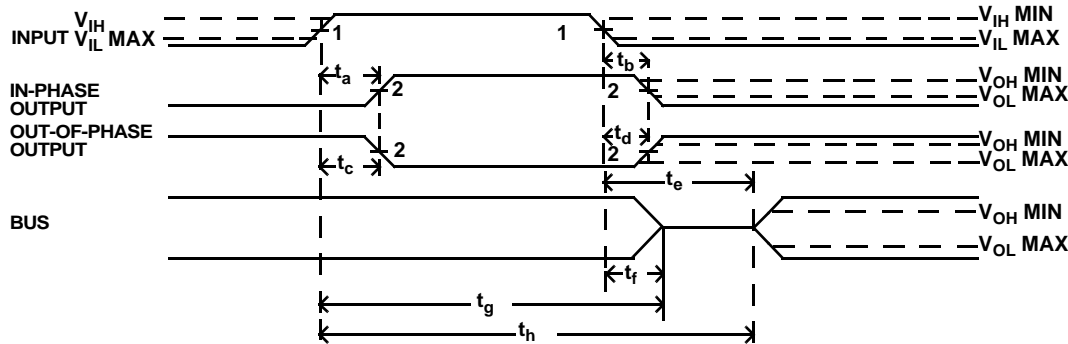 V_IH
INPUT V_IL MAX
1
1
V_IH MIN
V_IL MAX
t_a
t_b
IN-PHASE
OUTPUT
2
2
V_OH MIN
V_OL MAX
OUT-OF-PHASE
OUTPUT
t_c
2
2
t_d
V_OH MIN
V_OL MAX
t_e
BUS
V_OH MIN
V_OL MAX
t_f
t_g
t_h